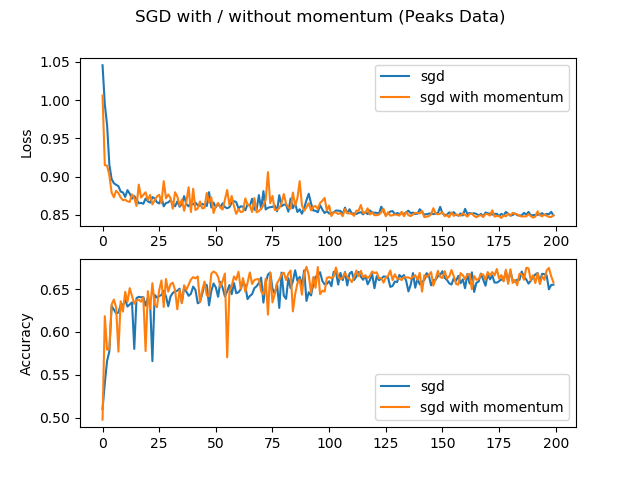 SGD with / without momentum (Peaks Data)
1.05
1.00
0.95
0.90
0.85
Loss
sgd
sgd with momentum
0 25 50 75 100 125 150 175 200
0.65
0.60
0.55
0.50
Accuracy
sgd
sgd with momentum
0 25 50 75 100 125 150 175 200